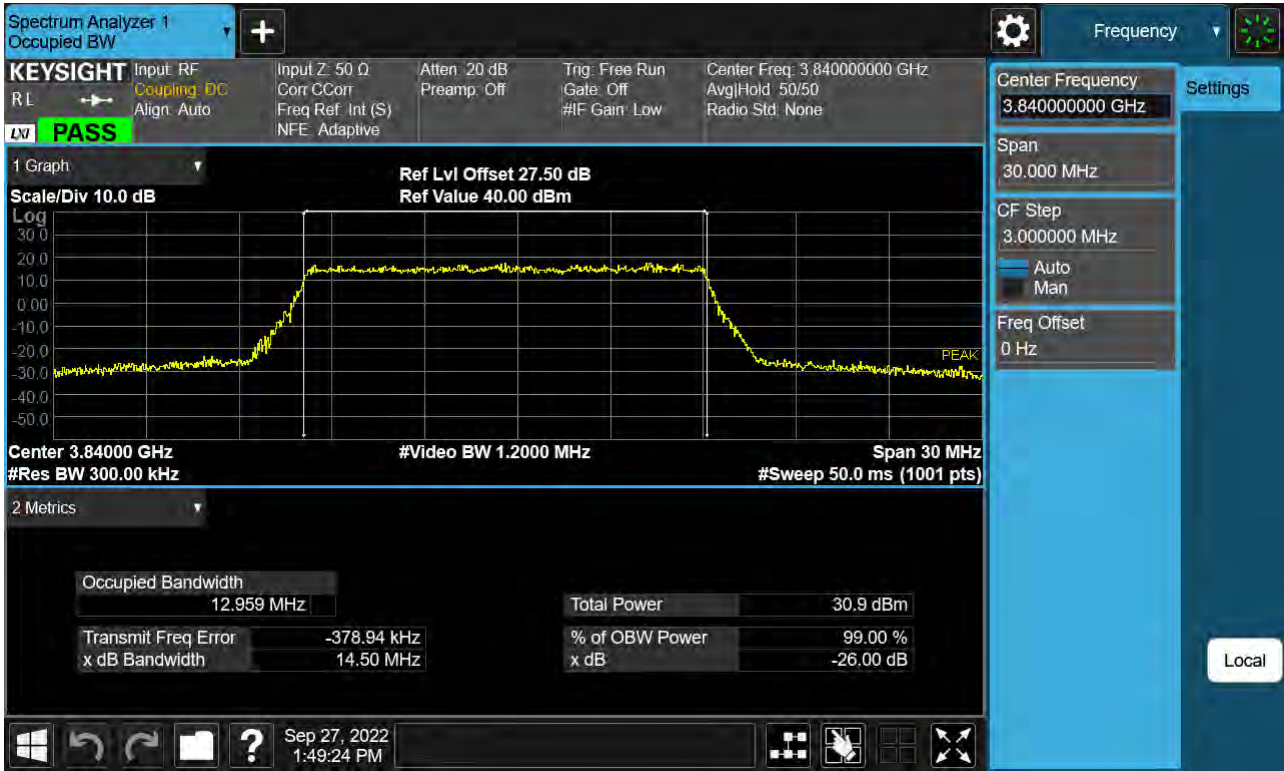 Spectrum Analyzer 1
Occupied BW
Frequency
KEYSIGHT
RL
LXI PASS
Input: RF
Coupling: DC
Align: Auto
Input Z: 50 Ω
Corr CCorr
Freq Ref: Int (S)
NFE: Adaptive
Atten: 20 dB
Preamp: Off
Trig: Free Run
Gate: Off
#IF Gain: Low
Center Freq: 3.840000000 GHz
Avg|Hold: 50/50
Radio Std: None
Center Frequency
3.840000000 GHz
Settings
Span
30.000 MHz
CF Step
3.000000 MHz
Auto
Man
Freq Offset
0 Hz
Local
1 Graph
Scale/Div 10.0 dB
Ref Lvl Offset 27.50 dB
Ref Value 40.00 dBm
Log
30.0
20.0
10.0
0.00
-10.0
-20.0
-30.0
-40.0
-50.0
PEAK
Center 3.84000 GHz
#Video BW 1.2000 MHz
Span 30 MHz
#Res BW 300.00 kHz
#Sweep 50.0 ms (1001 pts)
2 Metrics
Occupied Bandwidth
12.959 MHz
Total Power 30.9 dBm
Transmit Freq Error -378.94 kHz
% of OBW Power 99.00 %
x dB Bandwidth 14.50 MHz
x dB -26.00 dB
?
Sep 27, 2022
1:49:24 PM